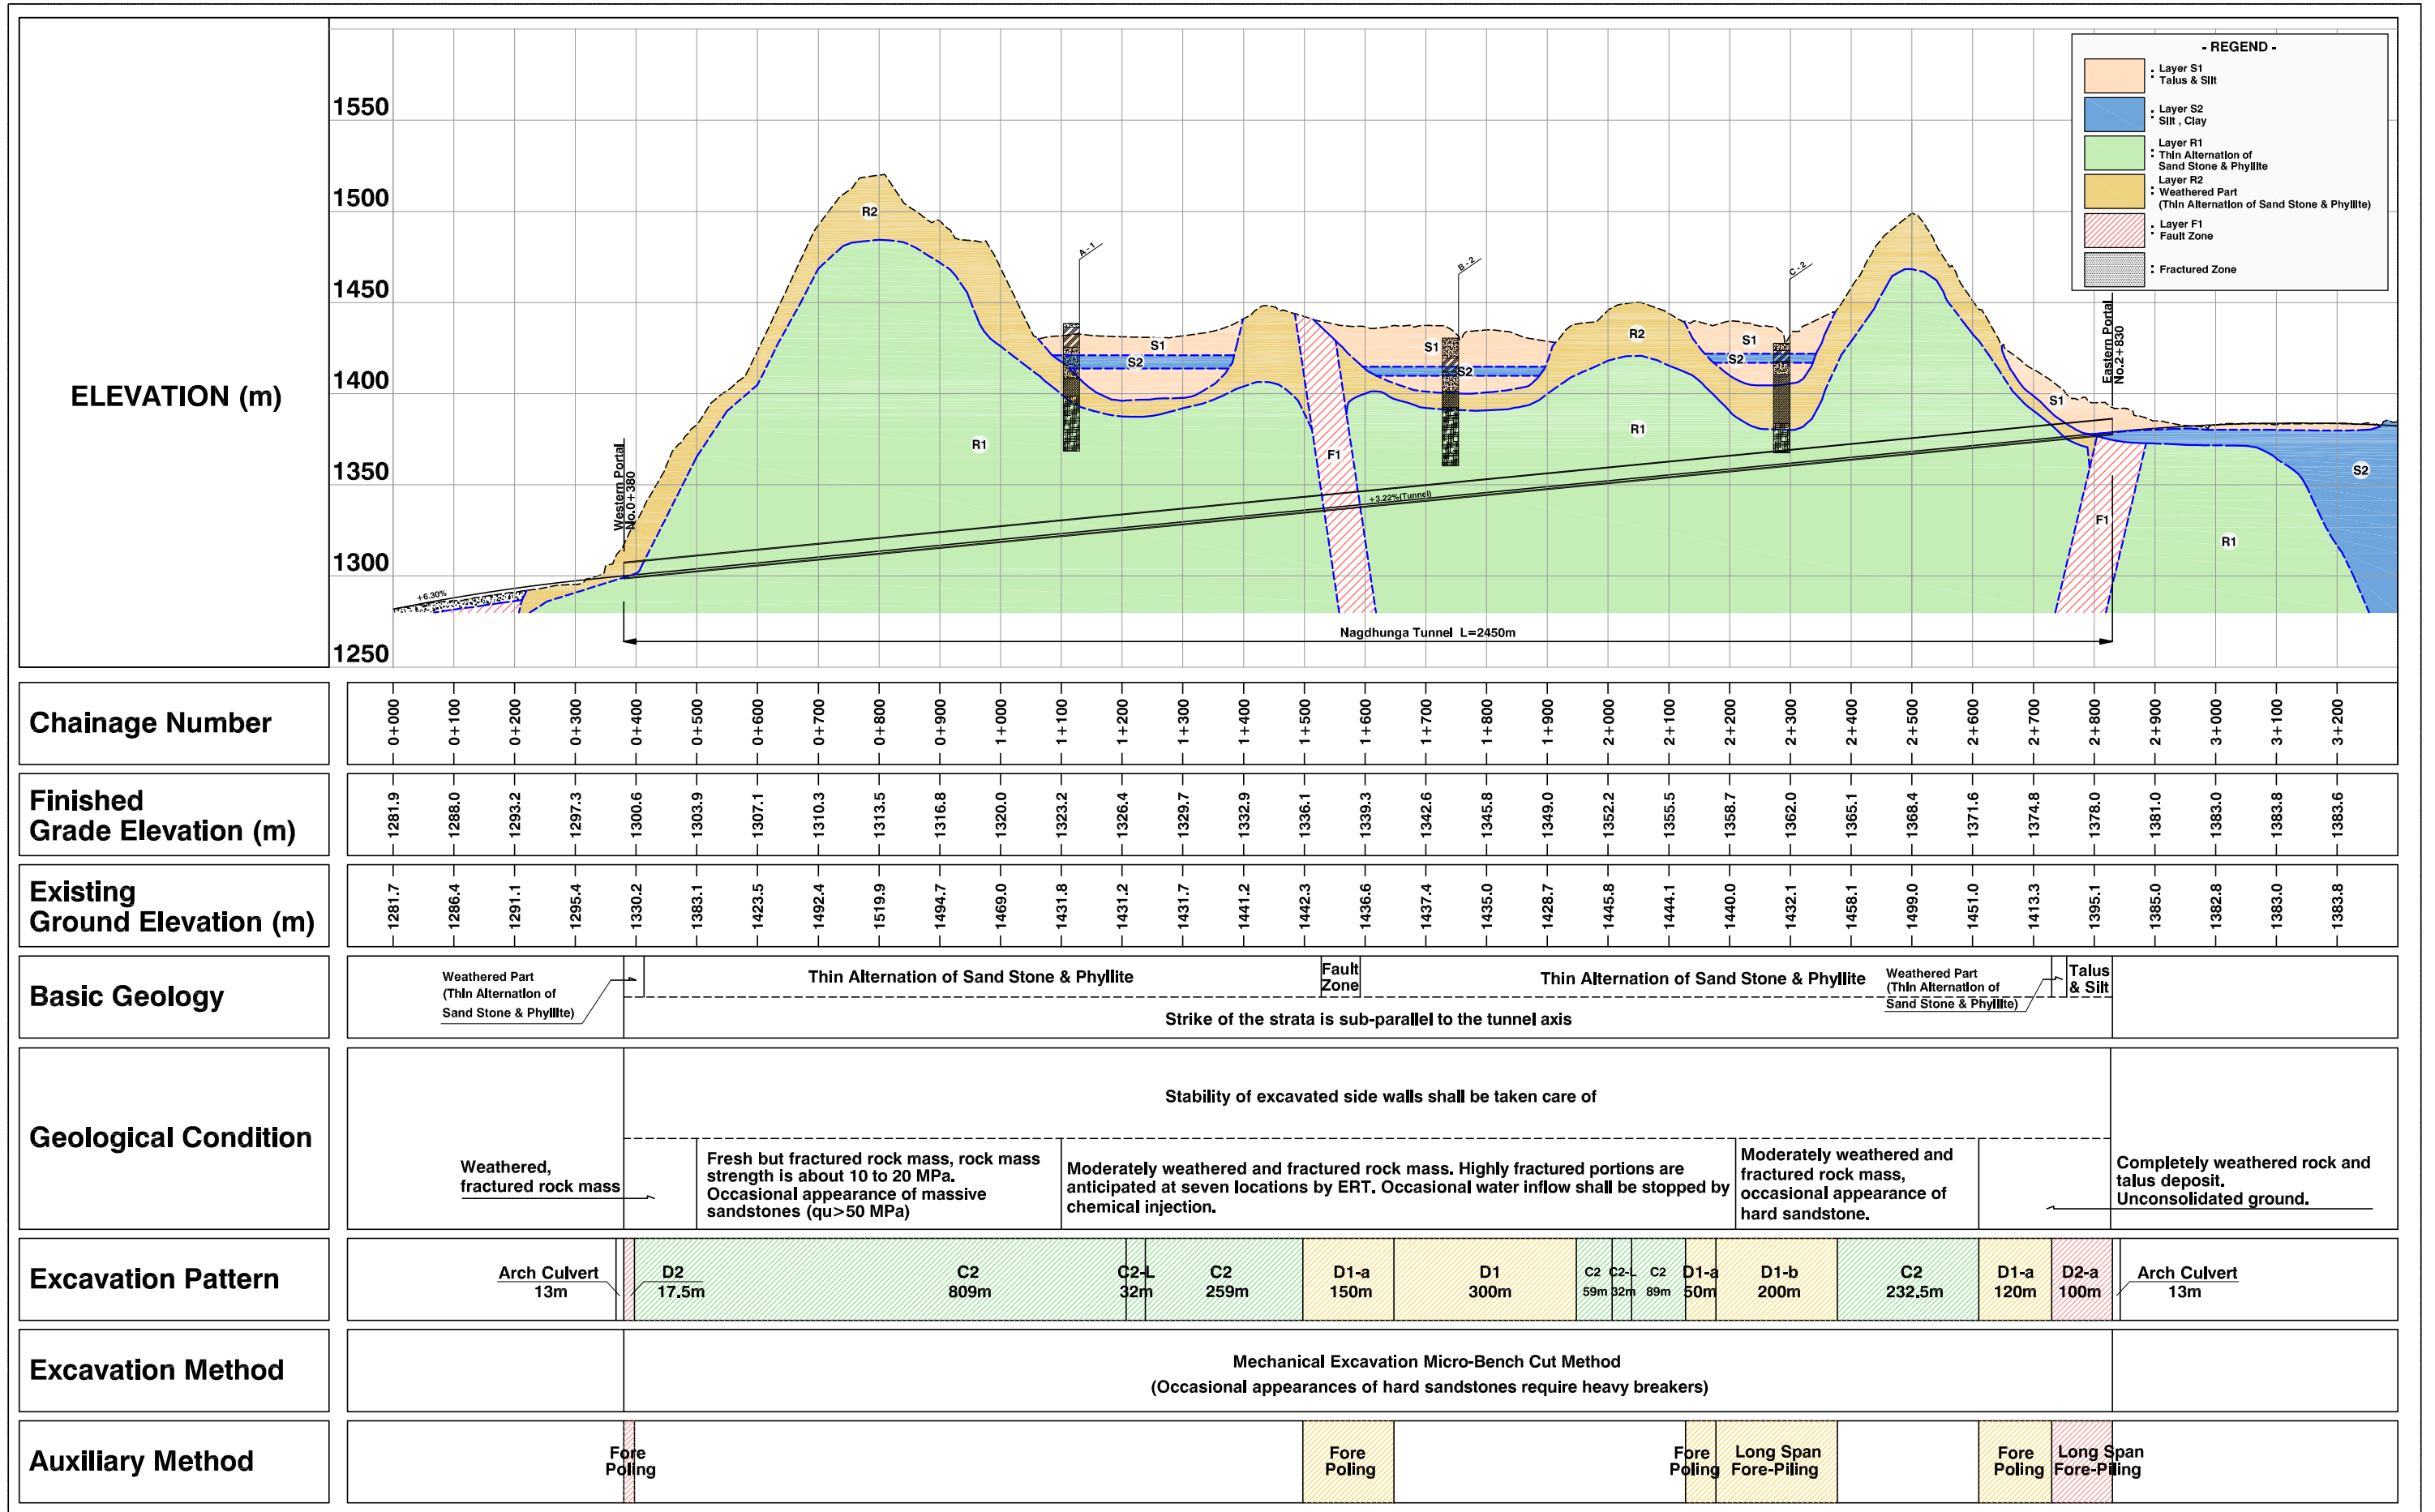 - REGEND -
: Layer S1
Talus & Silt
: Layer S2
Silt , Clay
Layer R1
: Thin Alternation of
Sand Stone & Phyllite
Layer R2
: Weathered Part
(Thin Alternation of Sand Stone & Phyllite)
: Layer F1
Fault Zone
: Fractured Zone
ELEVATION (m)
1550
1500
1450
1400
1350
1300
1250
R2
A - 1
B - 2
C - 2
S1
S2
S1
S2
R2
S1
S2
S1
R1
F1
R1
F1
R1
S2
Western Portal
No.0+380
Eastern Portal
No.2+830
+6.30%
+3.22%(Tunnel)
Nagdhunga Tunnel L=2450m
Chainage Number
0+000 0+100 0+200 0+300 0+400 0+500 0+600 0+700 0+800 0+900 1+000 1+100 1+200 1+300 1+400 1+500 1+600 1+700 1+800 1+900 2+000 2+100 2+200 2+300 2+400 2+500 2+600 2+700 2+800 2+900 3+000 3+100 3+200
Finished
Grade Elevation (m)
1281.9 1288.0 1293.2 1297.3 1300.6 1303.9 1307.1 1310.3 1313.5 1316.8 1320.0 1323.2 1326.4 1329.7 1332.9 1336.1 1339.3 1342.6 1345.8 1349.0 1352.2 1355.5 1358.7 1362.0 1365.1 1368.4 1371.6 1374.8 1378.0 1381.0 1383.0 1383.8 1383.6
Existing
Ground Elevation (m)
1281.7 1286.4 1291.1 1295.4 1330.2 1383.1 1423.5 1492.4 1519.9 1494.7 1469.0 1431.8 1431.2 1431.7 1441.2 1442.3 1436.6 1437.4 1435.0 1428.7 1445.8 1444.1 1440.0 1432.1 1458.1 1499.0 1451.0 1413.3 1395.1 1385.0 1382.8 1383.0 1383.8
Basic Geology
Weathered Part
(Thin Alternation of
Sand Stone & Phyllite)
Thin Alternation of Sand Stone & Phyllite
Fault
Zone
Thin Alternation of Sand Stone & Phyllite
Weathered Part
(Thin Alternation of
Sand Stone & Phyllite)
Talus
& Silt
Strike of the strata is sub-parallel to the tunnel axis
Geological Condition
Stability of excavated side walls shall be taken care of
Weathered,
fractured rock mass
Fresh but fractured rock mass, rock mass
strength is about 10 to 20 MPa.
Occasional appearance of massive
sandstones (qu>50 MPa)
Moderately weathered and fractured rock mass. Highly fractured portions are
anticipated at seven locations by ERT. Occasional water inflow shall be stopped by
chemical injection.
Moderately weathered and
fractured rock mass,
occasional appearance of
hard sandstone.
Completely weathered rock and
talus deposit.
Unconsolidated ground.
Excavation Pattern
Arch Culvert
13m
D2
17.5m
C2
809m
C2-L
32m
C2
259m
D1-a
150m
D1
300m
C2
59m
C2-L
32m
C2
89m
D1-a
50m
D1-b
200m
C2
232.5m
D1-a
120m
D2-a
100m
Arch Culvert
13m
Excavation Method
Mechanical Excavation Micro-Bench Cut Method
(Occasional appearances of hard sandstones require heavy breakers)
Auxiliary Method
Fore
Poling
Fore
Poling
Fore
Poling
Long Span
Fore-Piling
Fore
Poling
Long Span
Fore-Piling